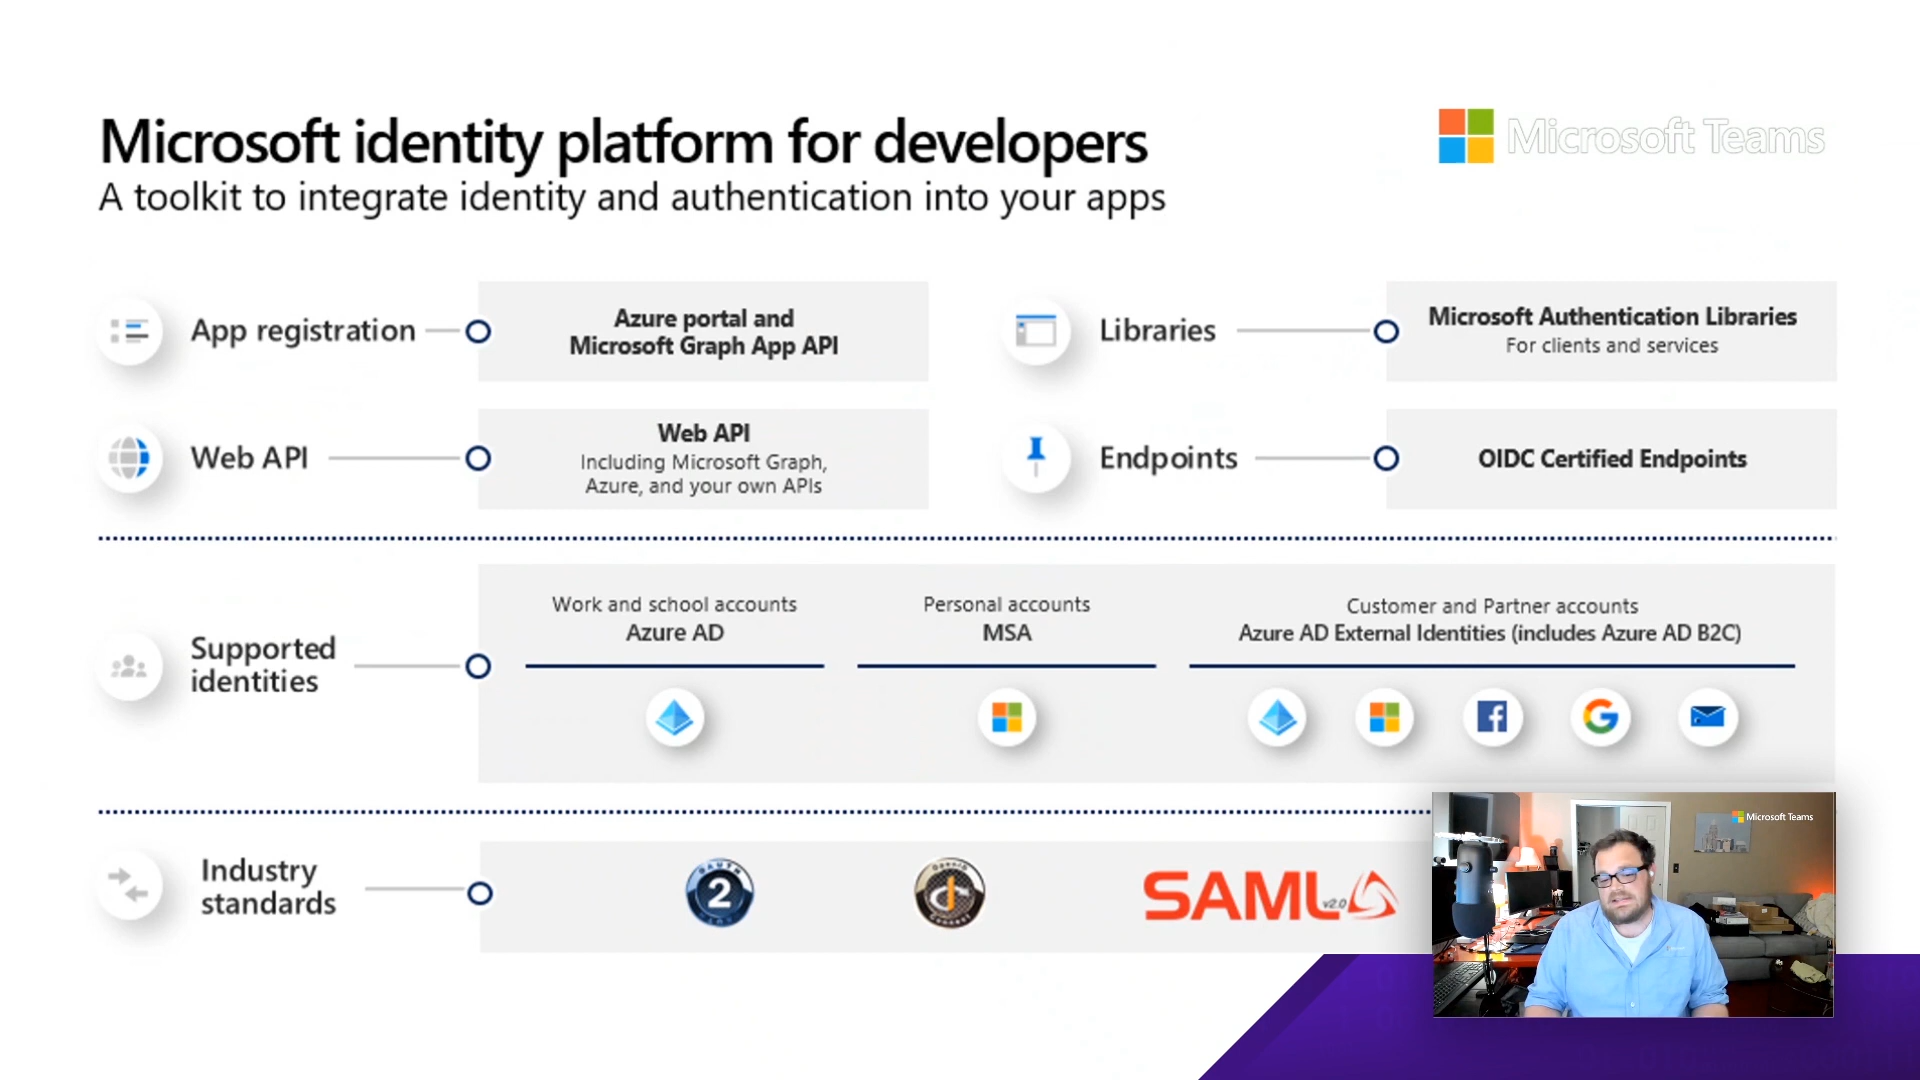 Microsoft identity platform for developers
A toolkit to integrate identity and authentication into your apps
Microsoft Teams
App registration
Azure portal and
Microsoft Graph App API
Libraries
Microsoft Authentication Libraries
For clients and services
Web API
Web API
Including Microsoft Graph,
Azure, and your own APIs
Endpoints
OIDC Certified Endpoints
Supported
identities
Work and school accounts
Azure AD
Personal accounts
MSA
Customer and Partner accounts
Azure AD External Identities (includes Azure AD B2C)
Industry
standards
OAUTH
2
OpenID
Connect
SAML v2.0
Microsoft Teams